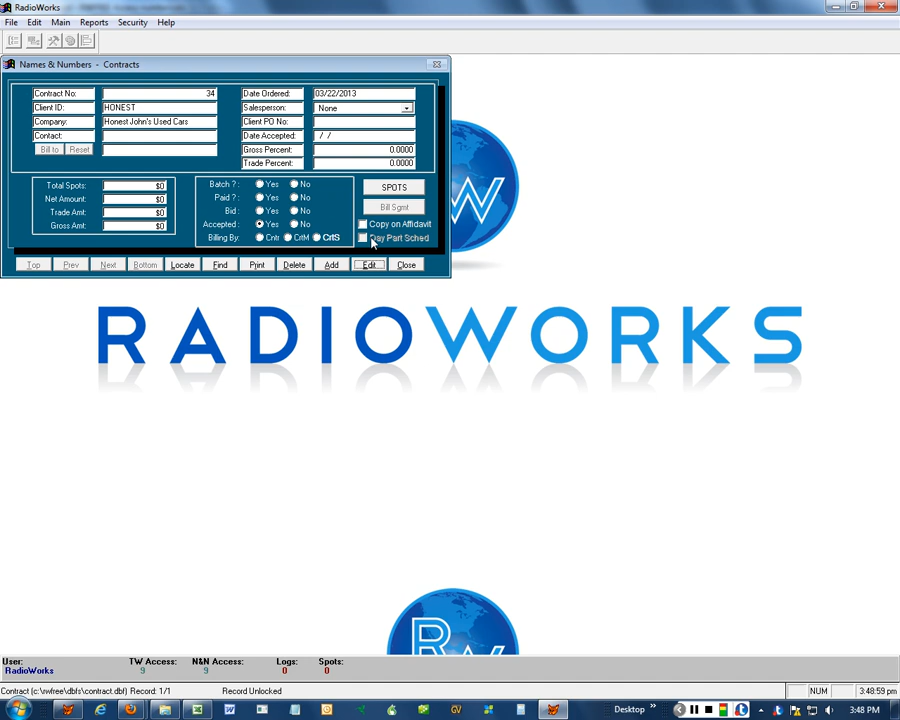 RadioWorks
File Edit Main Reports Security Help
Names & Numbers - Contracts
Contract No: 34 Date Ordered: 03/22/2013
Client ID: HONEST Salesperson: None
Company: Honest John's Used Cars Client PO No:
Contact: Date Accepted: / /
Bill to Reset Gross Percent: 0.0000
Trade Percent: 0.0000
Total Spots: $0 Batch ? : Yes No SPOTS
Net Amount: $0 Paid ? : Yes No Bill Sgmt
Trade Amt: $0 Bid : Yes No
Gross Amt: $0 Accepted : Yes No Copy on Affidavit
Billing By: Cntr CrtM CrtS Day Part Sched
Top Prev Next Bottom Locate Find Print Delete Add Edit Close
W
RADIOWORKS
RW
User: TW Access: N&N Access: Logs: Spots:
RadioWorks 9 9 0 0
Contract (c:\rwfree\dbfs\contract.dbf) Record: 1/1 Record Unlocked NUM 3:48:59 pm
Desktop » 3:48 PM